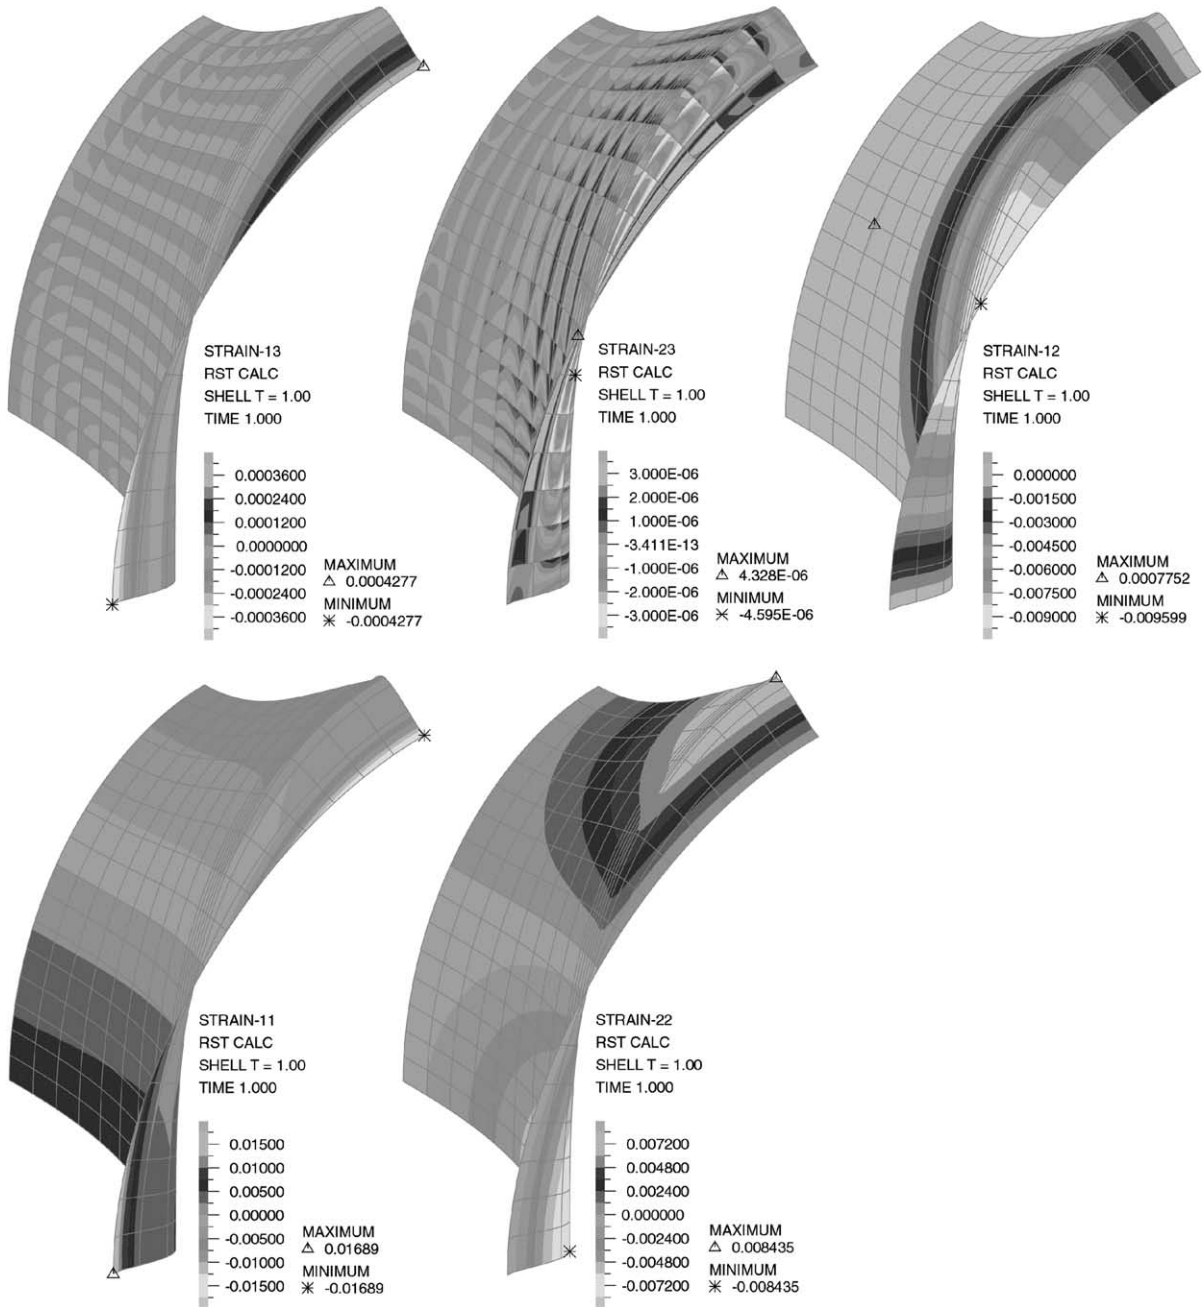 STRAIN-13
RST CALC
SHELL T = 1.00
TIME 1.000
0.0003600
0.0002400
0.0001200
0.0000000
-0.0001200
-0.0002400
-0.0003600
MAXIMUM
△ 0.0004277
MINIMUM
✳ -0.0004277
STRAIN-23
RST CALC
SHELL T = 1.00
TIME 1.000
3.000E-06
2.000E-06
1.000E-06
-3.411E-13
-1.000E-06
-2.000E-06
-3.000E-06
MAXIMUM
△ 4.328E-06
MINIMUM
✳ -4.595E-06
STRAIN-12
RST CALC
SHELL T = 1.00
TIME 1.000
0.000000
-0.001500
-0.003000
-0.004500
-0.006000
-0.007500
-0.009000
MAXIMUM
△ 0.0007752
MINIMUM
✳ -0.009599
STRAIN-11
RST CALC
SHELL T = 1.00
TIME 1.000
0.01500
0.01000
0.00500
0.00000
-0.00500
-0.01000
-0.01500
MAXIMUM
△ 0.01689
MINIMUM
✳ -0.01689
STRAIN-22
RST CALC
SHELL T = 1.00
TIME 1.000
0.007200
0.004800
0.002400
0.000000
-0.002400
-0.004800
-0.007200
MAXIMUM
△ 0.008435
MINIMUM
✳ -0.008435